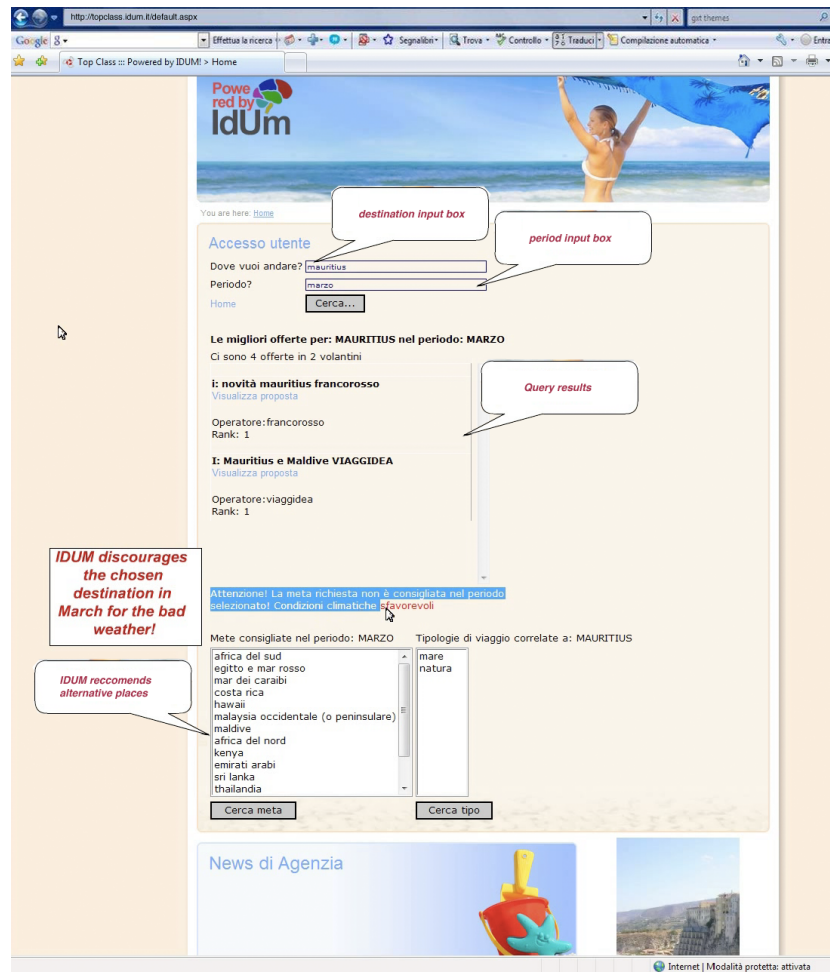 http://topclass.idum.it/default.aspx
gxt themes
Google
Effettua la ricerca
Segnalibri
Trova
Controllo
Traduci
Compilazione automatica
Entra
Top Class ::: Powered by IDUM! > Home
Powe
red by
IdUm
You are here: Home
destination input box
period input box
Accesso utente
Dove vuoi andare? mauritius
Periodo? marzo
Home Cerca...
Le migliori offerte per: MAURITIUS nel periodo: MARZO
Ci sono 4 offerte in 2 volantini
i: novità mauritius francorosso
Visualizza proposta
Query results
Operatore:francorosso
Rank: 1
I: Mauritius e Maldive VIAGGIDEA
Visualizza proposta
Operatore:viaggidea
Rank: 1
IDUM discourages
the chosen
destination in
March for the bad
weather!
Attenzione! La meta richiesta non è consigliata nel periodo
selezionato! Condizioni climatiche sfavorevoli
Mete consigliate nel periodo: MARZO Tipologie di viaggio correlate a: MAURITIUS
IDUM reccomends
alternative places
africa del sud
egitto e mar rosso
mar dei caraibi
costa rica
hawaii
malaysia occidentale (o peninsulare)
maldive
africa del nord
kenya
emirati arabi
sri lanka
thailandia
mare
natura
Cerca meta Cerca tipo
News di Agenzia
Internet | Modalità protetta: attivata